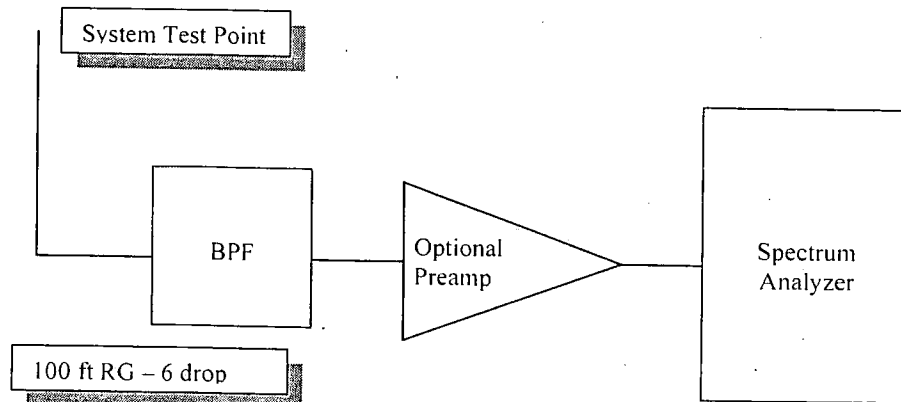 System Test Point
BPF
Optional
Preamp
Spectrum
Analyzer
100 ft RG – 6 drop